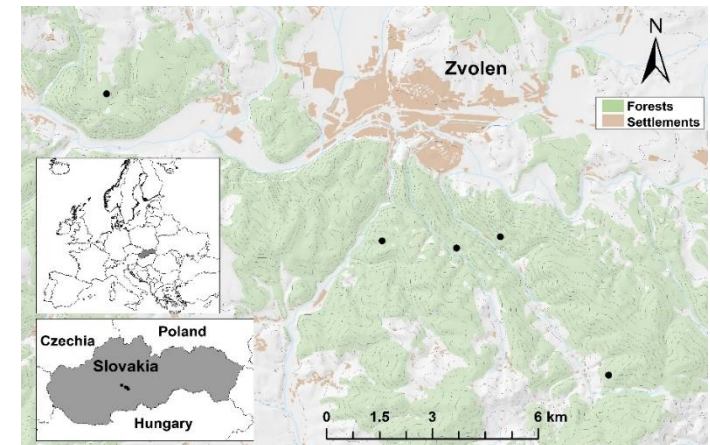 N
Zvolen
Forests
Settlements
Czechia
Poland
Slovakia
Hungary
0 1.5 3 6 km